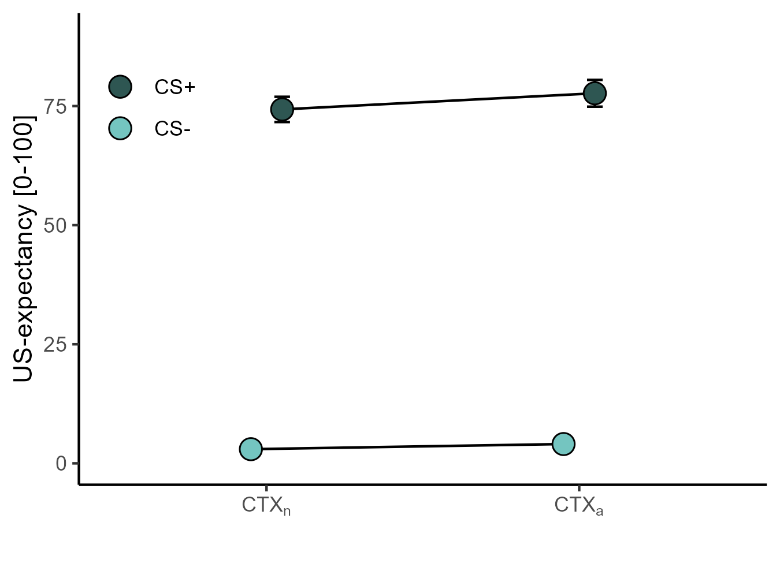 CS+
CS-
US-expectancy [0-100]
75
50
25
0
CTXn
CTXa